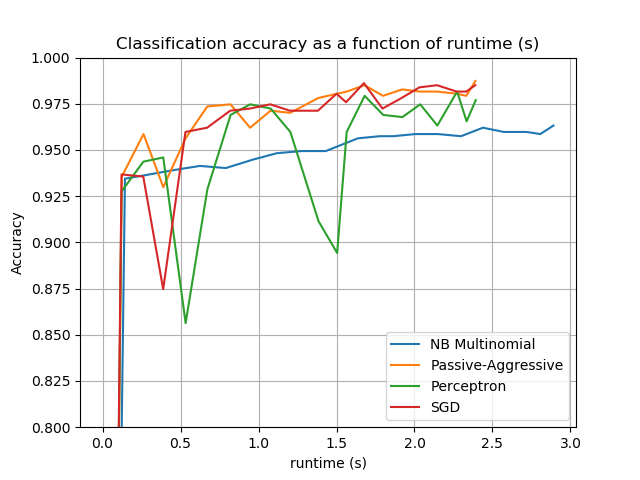 Classification accuracy as a function of runtime (s)
1.000
0.975
0.950
0.925
0.900
0.875
0.850
0.825
0.800
Accuracy
NB Multinomial
Passive-Aggressive
Perceptron
SGD
0.0 0.5 1.0 1.5 2.0 2.5 3.0
runtime (s)